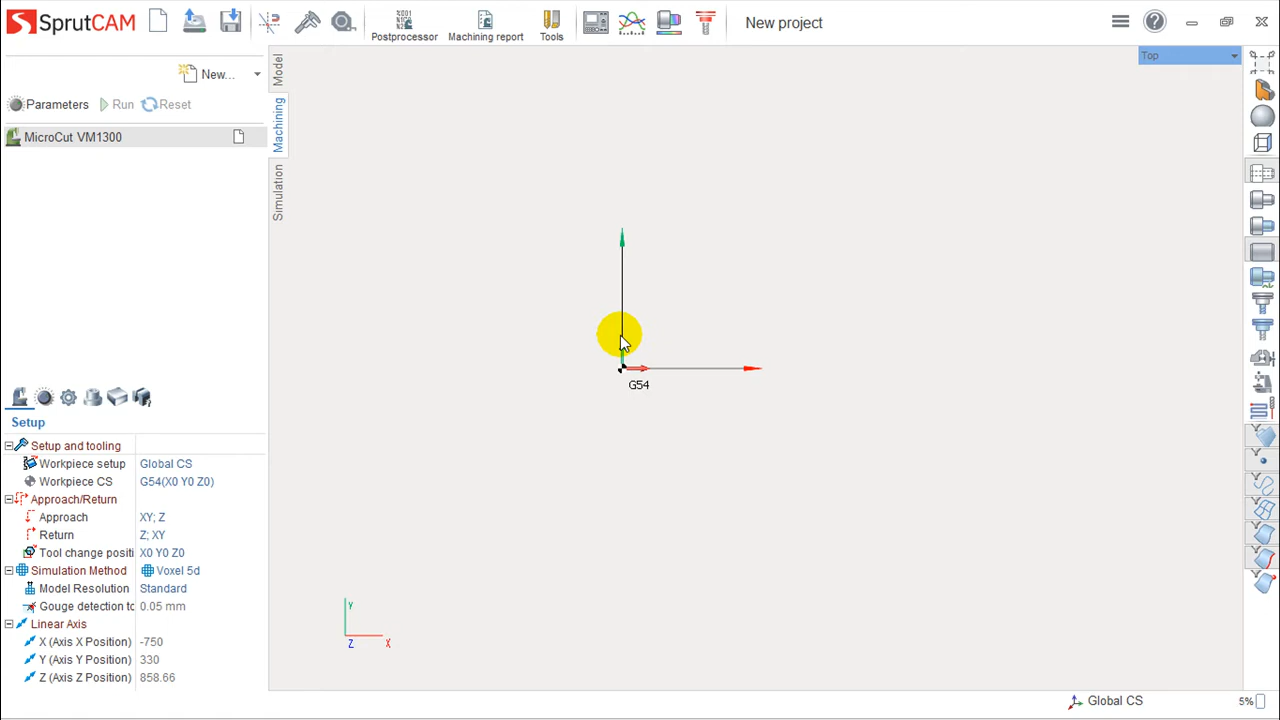 SprutCAM
Postprocessor
Machining report
Tools
New project
New...
Parameters
Run
Reset
MicroCut VM1300
Model
Machining
Simulation
Top
G54
Setup
Setup and tooling
Workpiece setup Global CS
Workpiece CS G54(X0 Y0 Z0)
Approach/Return
Approach XY; Z
Return Z; XY
Tool change positi X0 Y0 Z0
Simulation Method Voxel 5d
Model Resolution Standard
Gouge detection to 0.05 mm
Linear Axis
X (Axis X Position) -750
Y (Axis Y Position) 330
Z (Axis Z Position) 858.66
Y
Z X
Global CS
5%